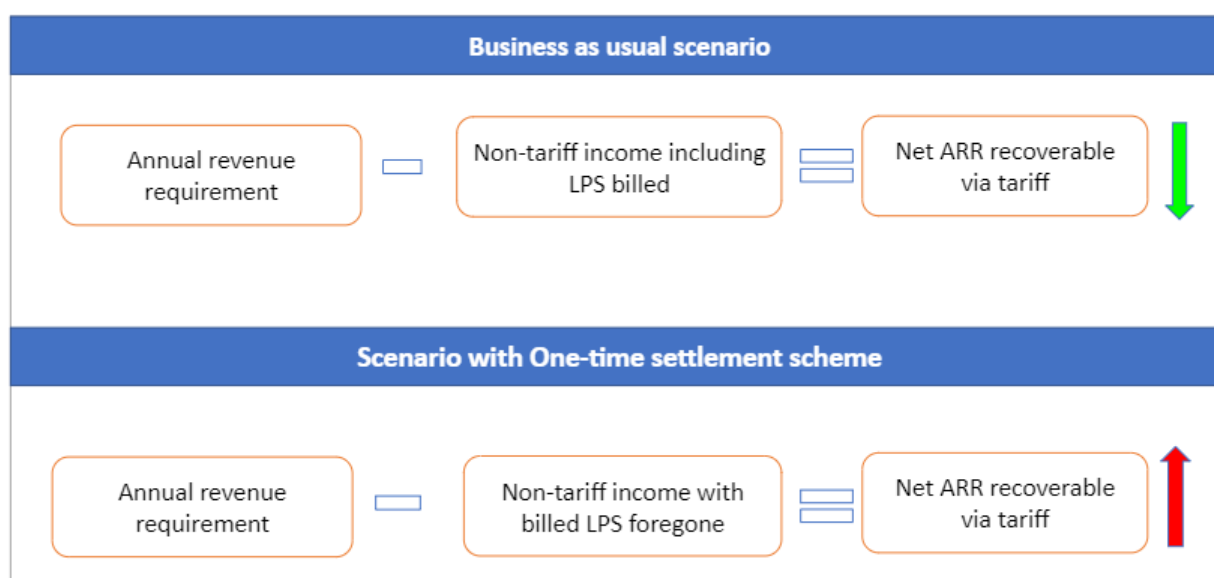 Business as usual scenario
Annual revenue
requirement
Non-tariff income including
LPS billed
Net ARR recoverable
via tariff
Scenario with One-time settlement scheme
Annual revenue
requirement
Non-tariff income with
billed LPS foregone
Net ARR recoverable
via tariff